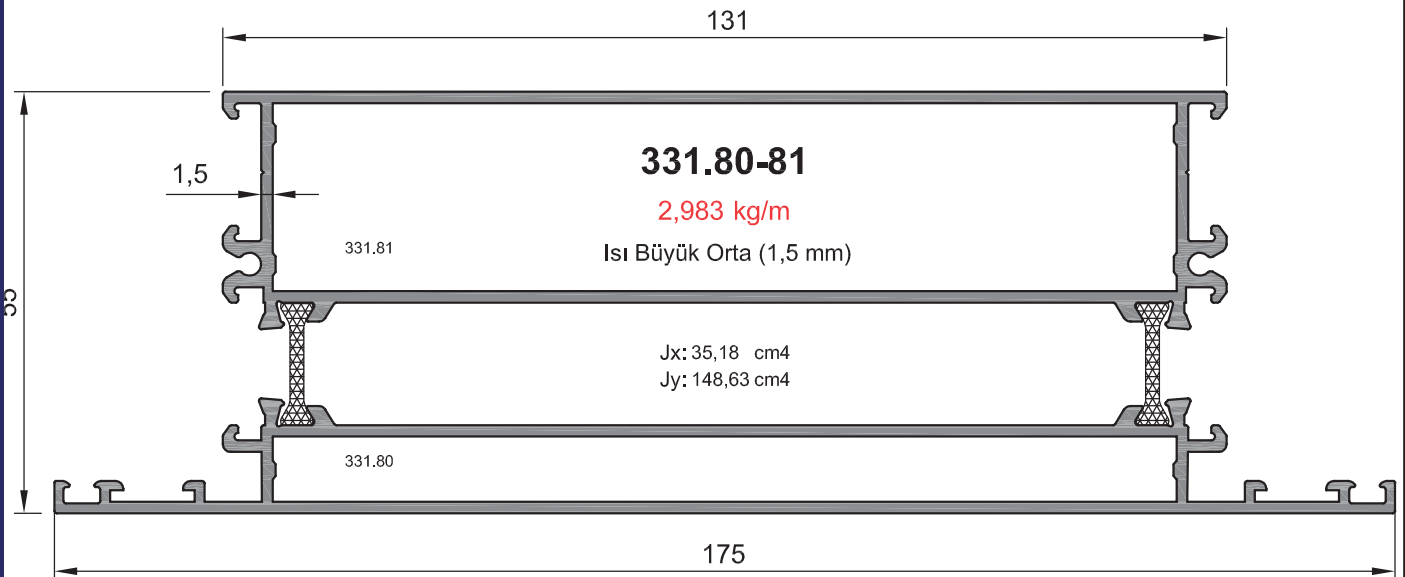 131
331.80-81
1,5
2,983 kg/m
331.81
Isı Büyük Orta (1,5 mm)
55
Jx: 35,18 cm4
Jy: 148,63 cm4
331.80
175